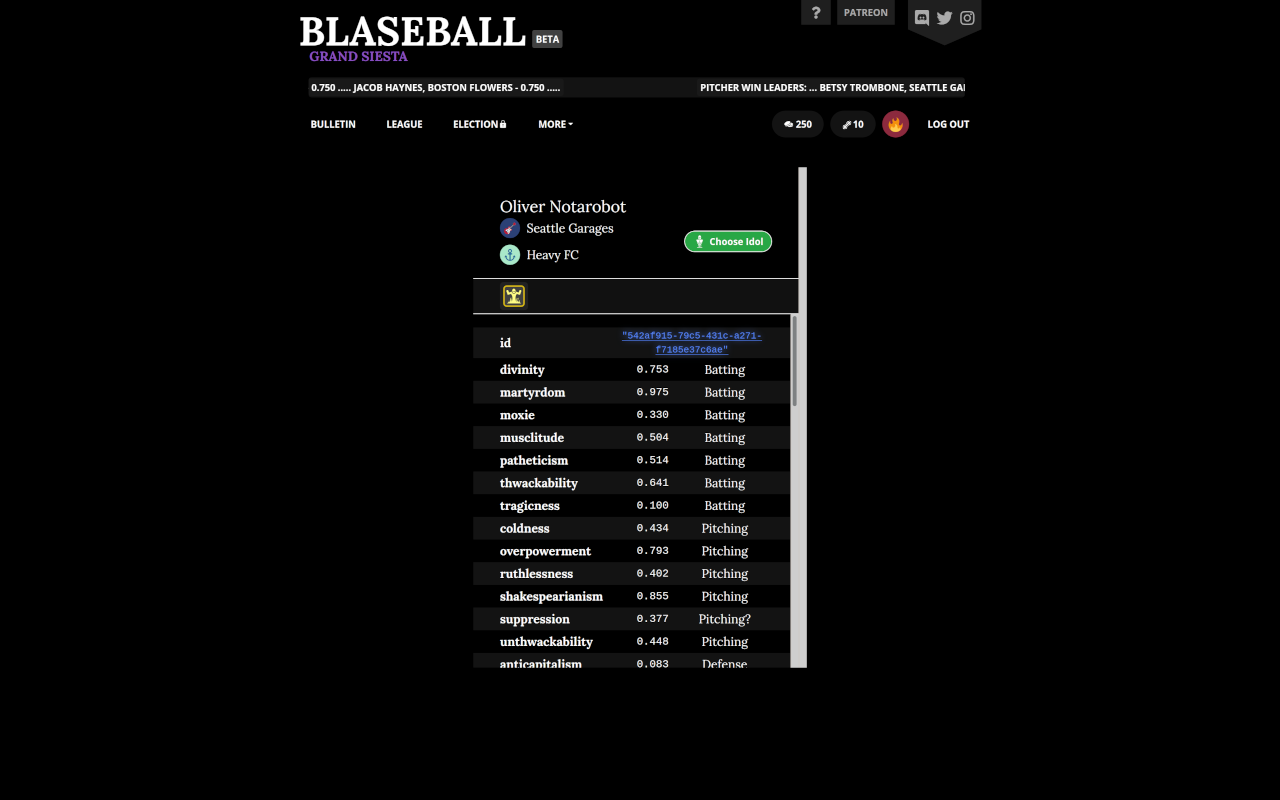 ?
PATREON
BLASEBALL BETA
GRAND SIESTA
0.750 ..... JACOB HAYNES, BOSTON FLOWERS - 0.750 ..... PITCHER WIN LEADERS: ... BETSY TROMBONE, SEATTLE GA
BULLETIN LEAGUE ELECTION MORE 250 10 LOG OUT
Oliver Notarobot
Seattle Garages
Choose Idol
Heavy FC
id "542af915-79c5-431c-a271-
f7185e37c6ae"
divinity 0.753 Batting
martyrdom 0.975 Batting
moxie 0.330 Batting
musclitude 0.504 Batting
patheticism 0.514 Batting
thwackability 0.641 Batting
tragicness 0.100 Batting
coldness 0.434 Pitching
overpowerment 0.793 Pitching
ruthlessness 0.402 Pitching
shakespearianism 0.855 Pitching
suppression 0.377 Pitching?
unthwackability 0.448 Pitching
anticapitalism 0.083 Defense